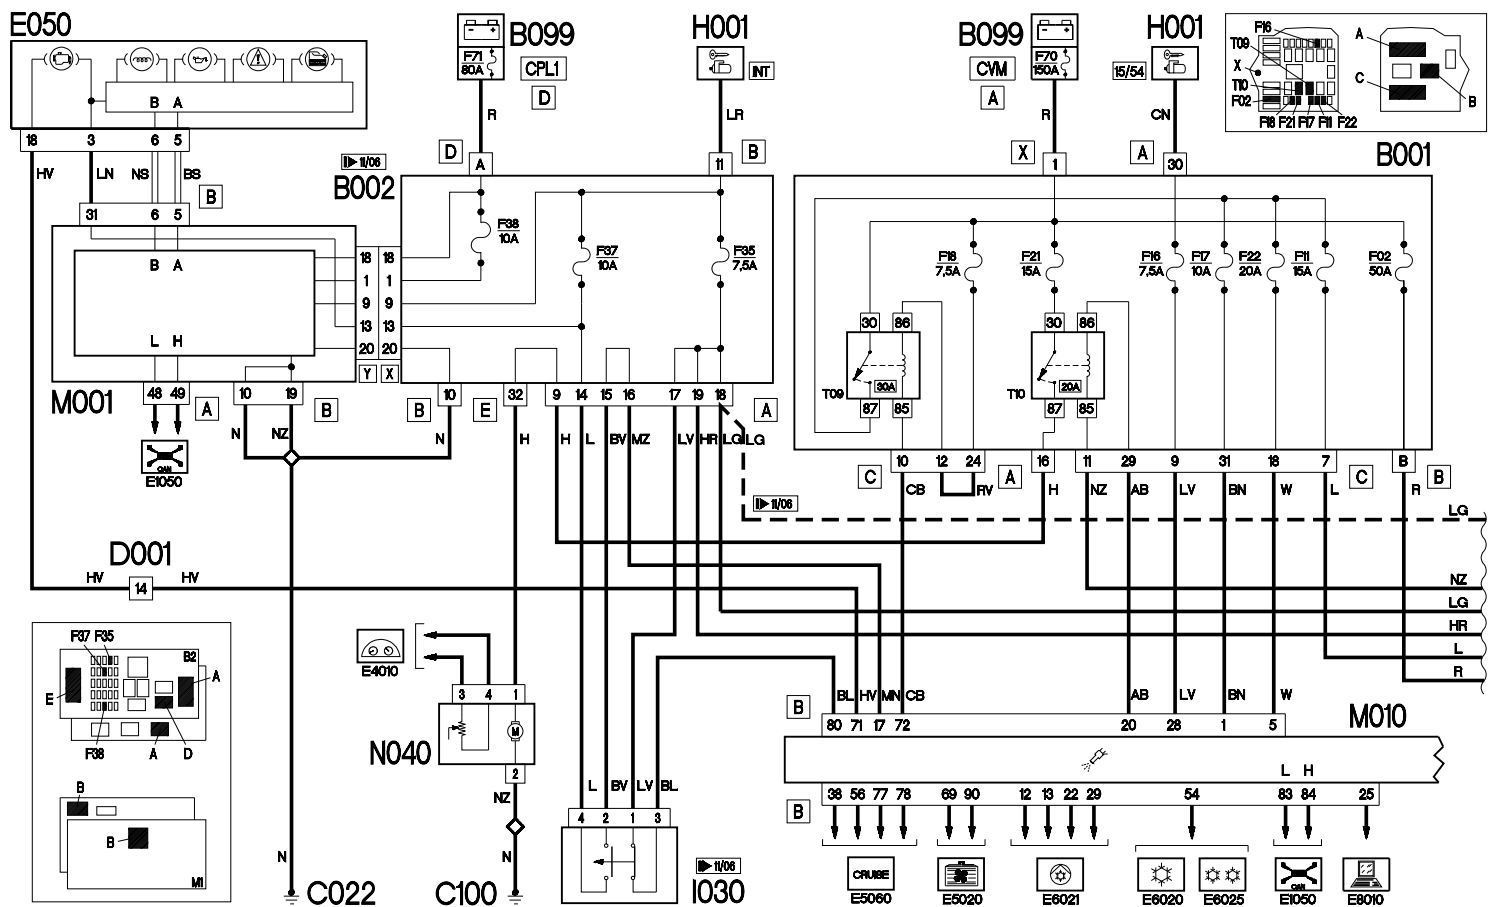 E050
B099
H001
B099
H001
F71
80A
CPL1
D
INT
F70
150A
CVM
A
15/54
F16
T09
X
T10
F02
F18 F21 F17 F11 F22
A
C
B
B A
18 3 6 5
R
LR
R
CN
HV LN NS BS
11/06
D A
11 B
X 1
A 30
B001
B
B002
31 6 5
F38
10A
F37
10A
F35
7,5A
F18
7,5A
F21
15A
F16
7,5A
F17
10A
F22
20A
F11
15A
F02
50A
B A
18 18
1 1
9 9
13 13
20 20
Y X
L H
30 86
30 86
T09
30A
T10
20A
87 85
87 85
M001
48 49 A
10 19 B
B 10
E 32
9 14 15 16 17 19 18 A
N NZ
N
H
H L BV MZ LV HR LG LG
CAN
E1050
C 10 12 24 A 16 11 29 9 31 18 7 C B B
CB RV H NZ AB LV BN W L R
11/06
LG
D001
HV 14 HV
NZ
LG
HR
L
R
F37 F35
B2
E
A
F38 A D
B
B
M1
E4010
3 4 1
N040
M
2
NZ
N
N
C022
C100
L BV LV BL
4 2 1 3
11/06
I030
BL HV MN CB
AB LV BN W
B 80 71 17 72 20 28 1 5
M010
L H
B 38 56 77 78 69 90 12 13 22 29 54 83 84 25
CRUISE
CAN
E5060 E5020 E6021 E6020 E6025 E1050 E8010